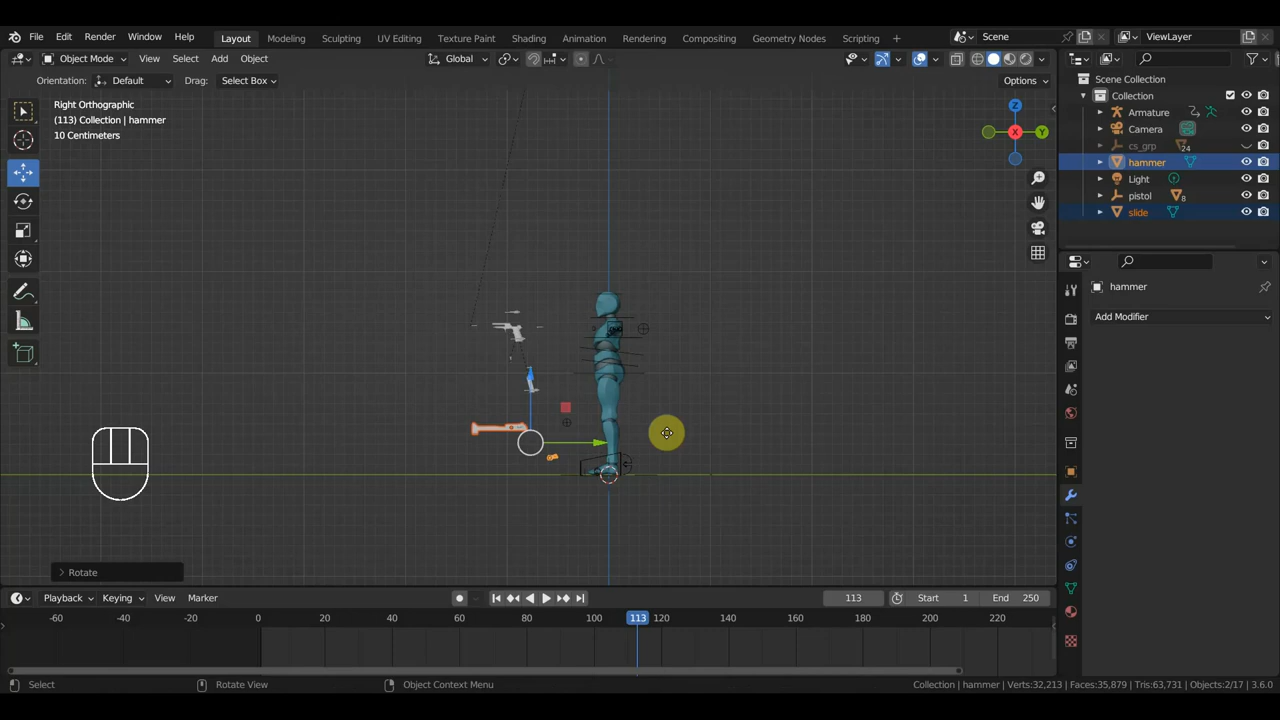 File Edit Render Window Help Layout Modeling Sculpting UV Editing Texture Paint Shading Animation Rendering Compositing Geometry Nodes Scripting + Scene ViewLayer
Object Mode View Select Add Object Global
Orientation: Default Drag: Select Box Options
Right Orthographic
(113) Collection | hammer
10 Centimeters
Z
Y
X
Scene Collection
Collection
Armature
Camera
cs_grp 24
hammer
Light
pistol 8
slide
hammer
Add Modifier
> Rotate
Playback Keying View Marker 113 Start 1 End 250
-60 -40 -20 0 20 40 60 80 100 113 120 140 160 180 200 220
Select Rotate View Object Context Menu Collection | hammer | Verts:32,213 | Faces:35,879 | Tris:63,731 | Objects:2/17 | 3.6.0